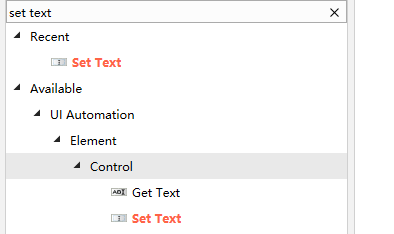 set text
Recent
Set Text
Available
UI Automation
Element
Control
Get Text
Set Text